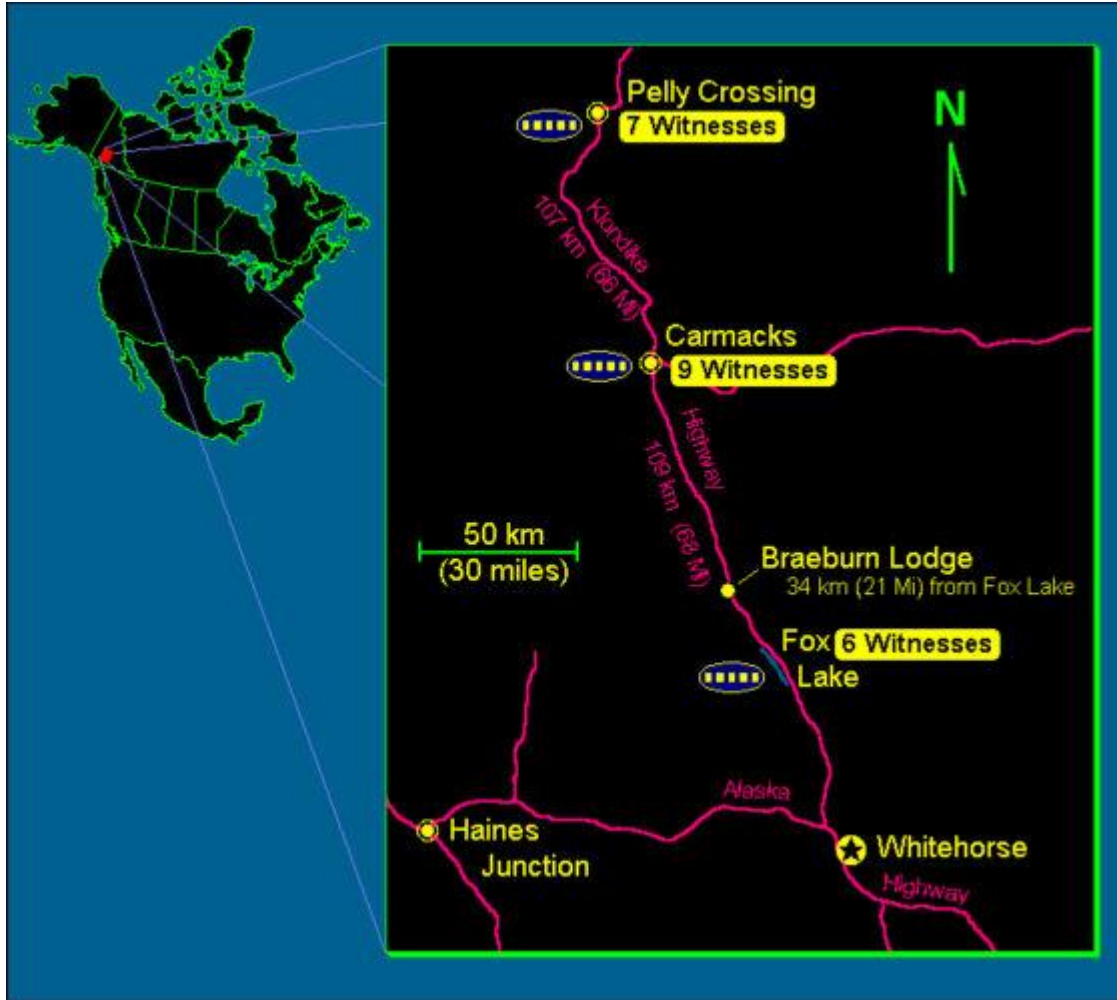 Pelly Crossing
7 Witnesses
N
Klondike
107 km (66 Mi)
Carmacks
9 Witnesses
Highway
109 km (68 Mi)
50 km
(30 miles)
Braeburn Lodge
34 km (21 Mi) from Fox Lake
Fox 6 Witnesses
Lake
Alaska
Haines
Junction
Whitehorse
Highway